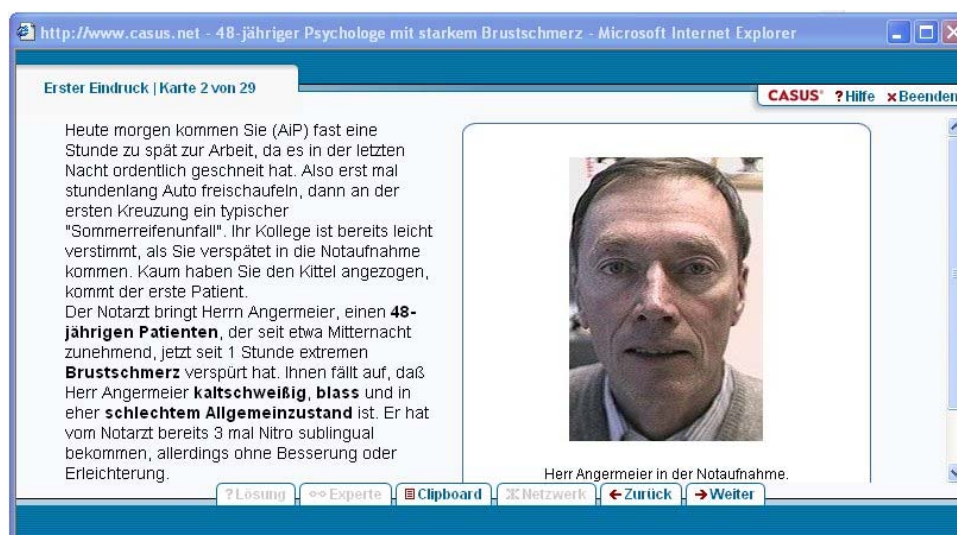 http://www.casus.net - 48-jähriger Psychologe mit starkem Brustschmerz - Microsoft Internet Explorer
Erster Eindruck | Karte 2 von 29
CASUS® ? Hilfe x Beenden
Heute morgen kommen Sie (AiP) fast eine
Stunde zu spät zur Arbeit, da es in der letzten
Nacht ordentlich geschneit hat. Also erst mal
stundenlang Auto freischaufeln, dann an der
ersten Kreuzung ein typischer
"Sommerreifenunfall". Ihr Kollege ist bereits leicht
verstimmt, als Sie verspätet in die Notaufnahme
kommen. Kaum haben Sie den Kittel angezogen,
kommt der erste Patient.
Der Notarzt bringt Herrn Angermeier, einen 48-
jährigen Patienten, der seit etwa Mitternacht
zunehmend, jetzt seit 1 Stunde extremen
Brustschmerz verspürt hat. Ihnen fällt auf, daß
Herr Angermeier kaltschweißig, blass und in
eher schlechtem Allgemeinzustand ist. Er hat
vom Notarzt bereits 3 mal Nitro sublingual
bekommen, allerdings ohne Besserung oder
Erleichterung.
Herr Angermeier in der Notaufnahme.
? Lösung Experte Clipboard Netzwerk Zurück Weiter